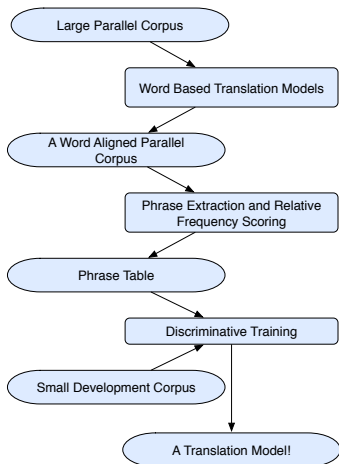 Large Parallel Corpus
Word Based Translation Models
A Word Aligned Parallel
Corpus
Phrase Extraction and Relative
Frequency Scoring
Phrase Table
Discriminative Training
Small Development Corpus
A Translation Model!